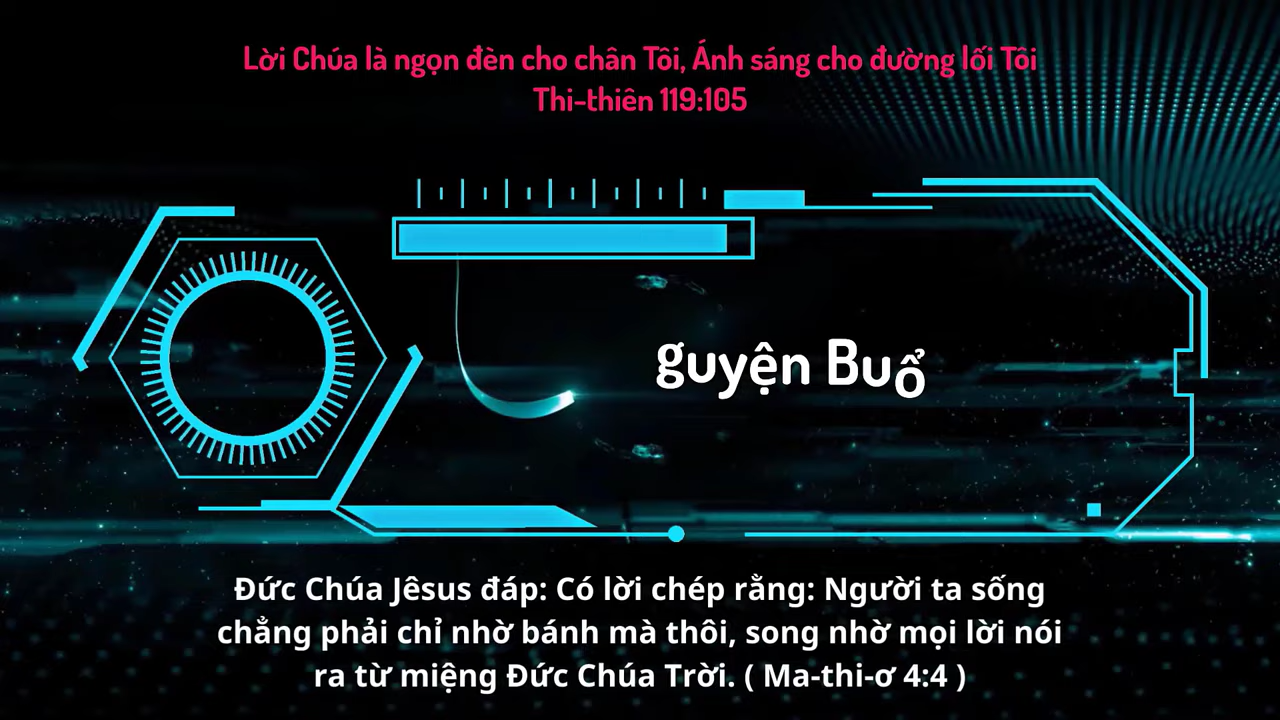 Lời Chúa là ngọn đèn cho chân Tôi, Ánh sáng cho đường lối Tôi
Thi-thiên 119:105
guyện Buổ
Đức Chúa Jêsus đáp: Có lời chép rằng: Người ta sống
chẳng phải chỉ nhờ bánh mà thôi, song nhờ mọi lời nói
ra từ miệng Đức Chúa Trời. ( Ma-thi-ơ 4:4 )